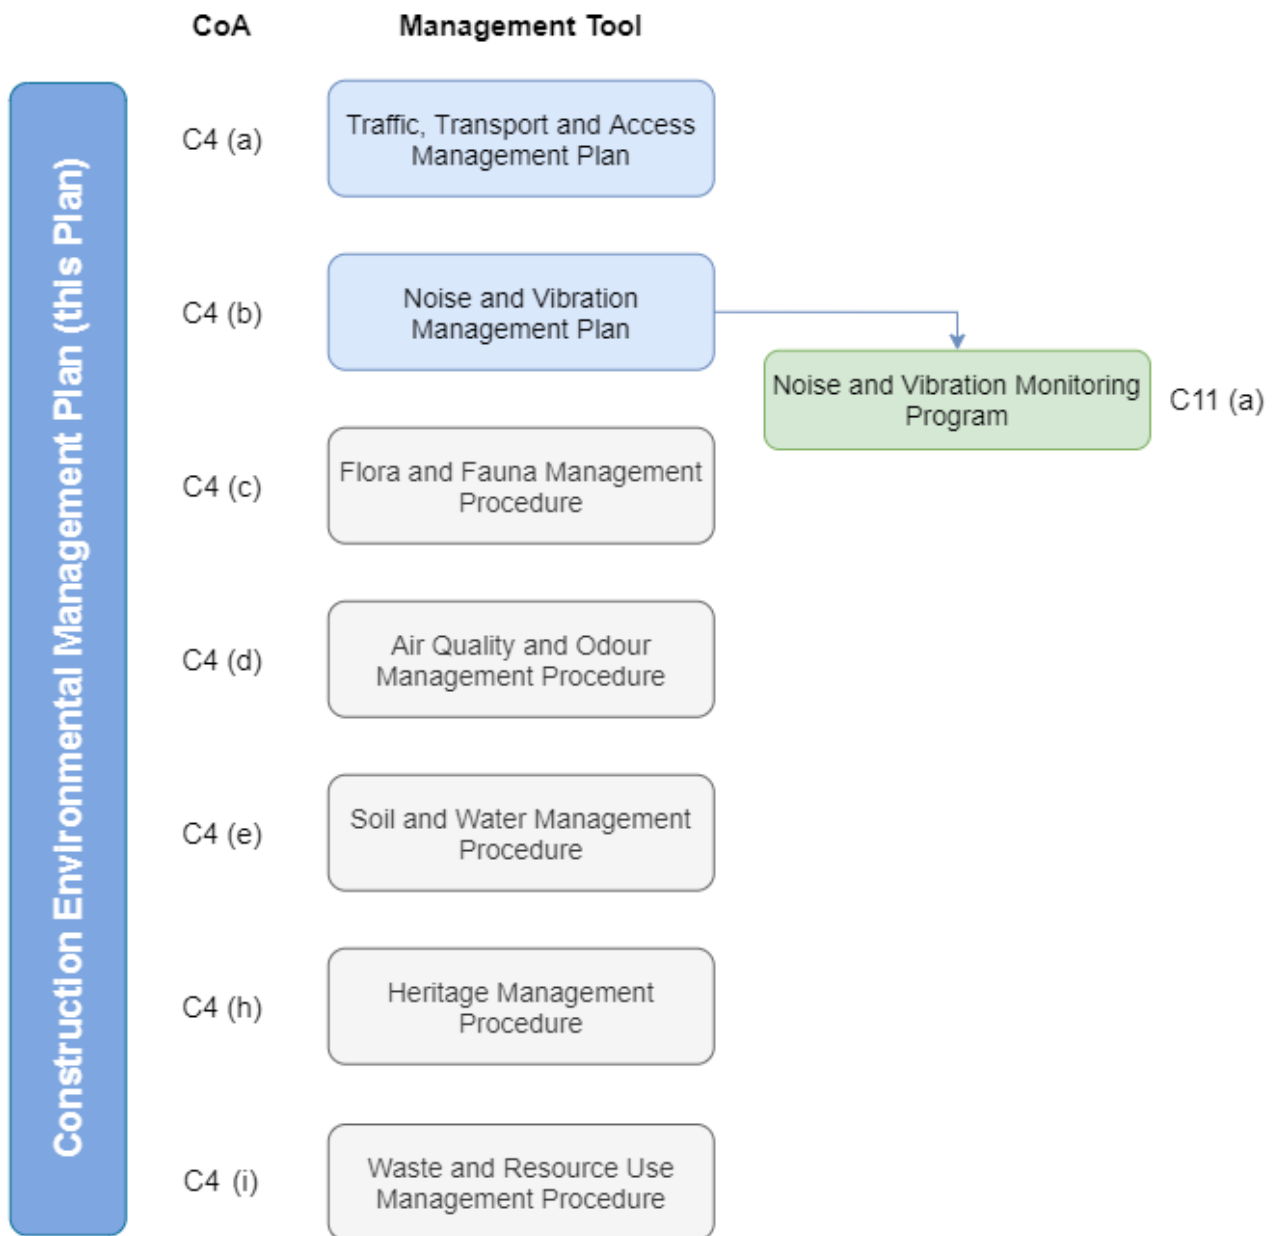 CoA
Management Tool
Construction Environmental Management Plan (this Plan)
C4 (a)
Traffic, Transport and Access
Management Plan
C4 (b)
Noise and Vibration
Management Plan
Noise and Vibration Monitoring
Program
C11 (a)
C4 (c)
Flora and Fauna Management
Procedure
C4 (d)
Air Quality and Odour
Management Procedure
C4 (e)
Soil and Water Management
Procedure
C4 (h)
Heritage Management
Procedure
C4 (i)
Waste and Resource Use
Management Procedure